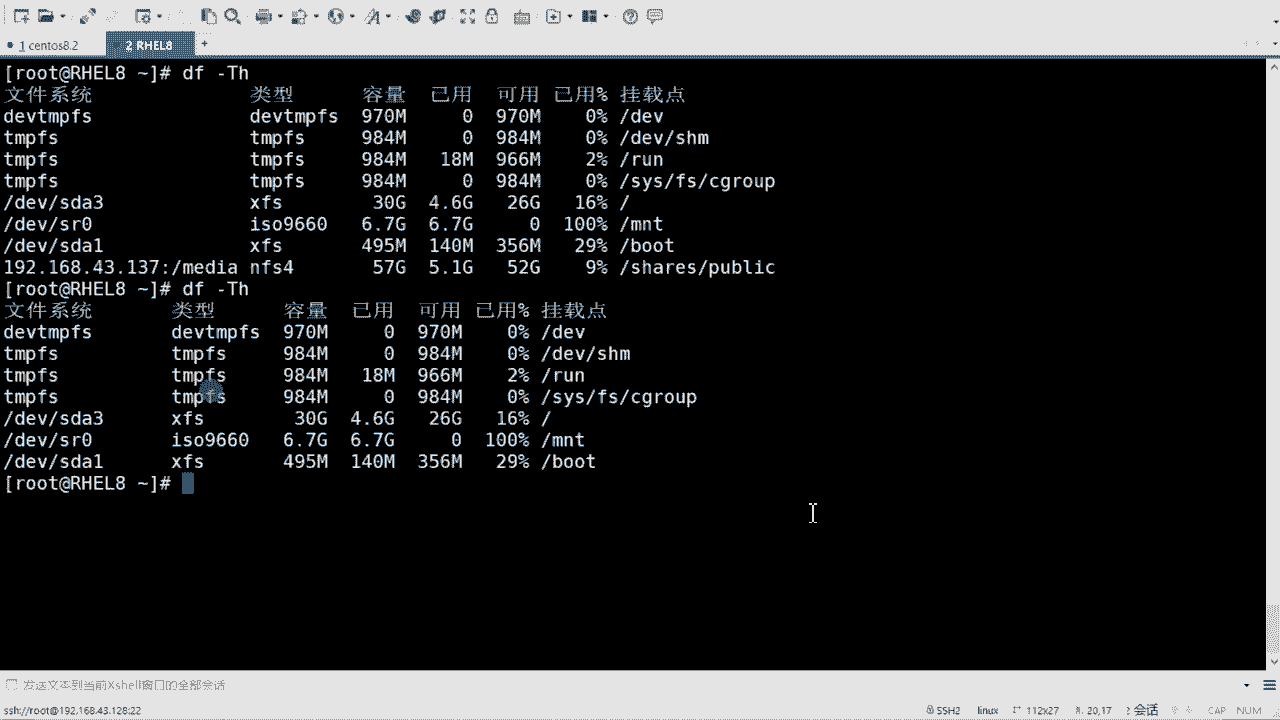 1 centos8.2
2 RHEL8 +
[root@RHEL8 ~]# df -Th
文件系统 类型 容量 已用 可用 已用% 挂载点
devtmpfs devtmpfs 970M 0 970M 0% /dev
tmpfs tmpfs 984M 0 984M 0% /dev/shm
tmpfs tmpfs 984M 18M 966M 2% /run
tmpfs tmpfs 984M 0 984M 0% /sys/fs/cgroup
/dev/sda3 xfs 30G 4.6G 26G 16% /
/dev/sr0 iso9660 6.7G 6.7G 0 100% /mnt
/dev/sda1 xfs 495M 140M 356M 29% /boot
192.168.43.137:/media nfs4 57G 5.1G 52G 9% /shares/public
[root@RHEL8 ~]# df -Th
文件系统 类型 容量 已用 可用 已用% 挂载点
devtmpfs devtmpfs 970M 0 970M 0% /dev
tmpfs tmpfs 984M 0 984M 0% /dev/shm
tmpfs tmpfs 984M 18M 966M 2% /run
tmpfs tmpfs 984M 0 984M 0% /sys/fs/cgroup
/dev/sda3 xfs 30G 4.6G 26G 16% /
/dev/sr0 iso9660 6.7G 6.7G 0 100% /mnt
/dev/sda1 xfs 495M 140M 356M 29% /boot
[root@RHEL8 ~]#
发送文本到当前Xshell窗口的全部会话
ssh://root@192.168.43.128:22 SSH2 linux 112x27 20,17 2 会话 CAP NUM